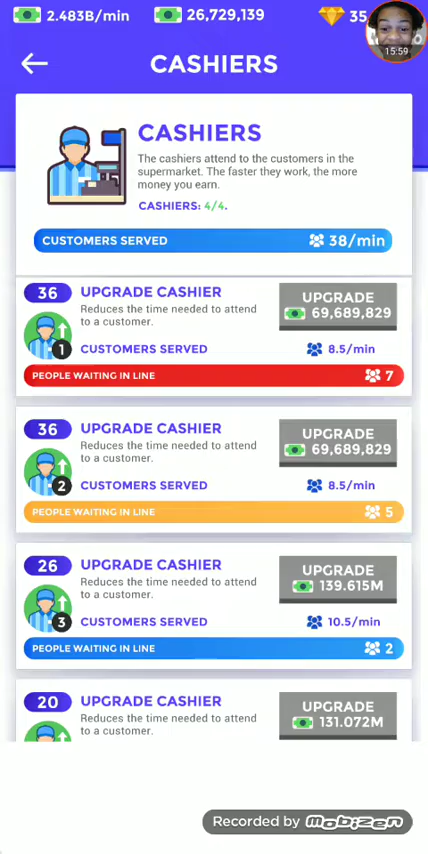 2.483B/min 26,729,139 35
15:59
CASHIERS
CASHIERS
The cashiers attend to the customers in the
supermarket. The faster they work, the more
money you earn.
CASHIERS: 4/4.
CUSTOMERS SERVED 38/min
36 UPGRADE CASHIER UPGRADE
Reduces the time needed to attend 69,689,829
to a customer.
1 CUSTOMERS SERVED 8.5/min
PEOPLE WAITING IN LINE 7
36 UPGRADE CASHIER UPGRADE
Reduces the time needed to attend 69,689,829
to a customer.
2 CUSTOMERS SERVED 8.5/min
PEOPLE WAITING IN LINE 5
26 UPGRADE CASHIER UPGRADE
Reduces the time needed to attend 139.615M
to a customer.
3 CUSTOMERS SERVED 10.5/min
PEOPLE WAITING IN LINE 2
20 UPGRADE CASHIER UPGRADE
Reduces the time needed to attend 131.072M
to a customer.
Recorded by mobizen